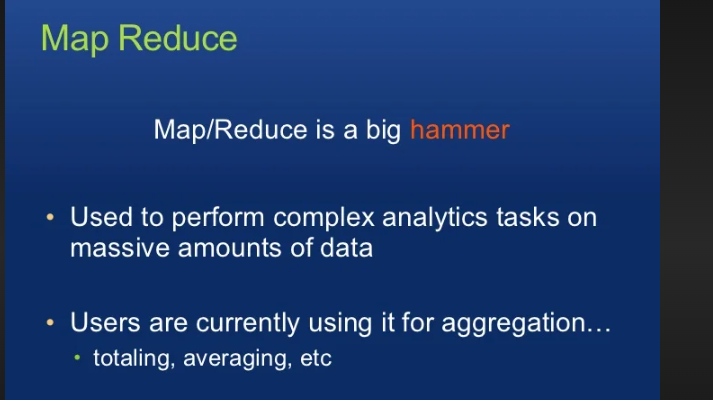 Map Reduce
Map/Reduce is a big hammer
• Used to perform complex analytics tasks on
massive amounts of data
• Users are currently using it for aggregation…
• totaling, averaging, etc